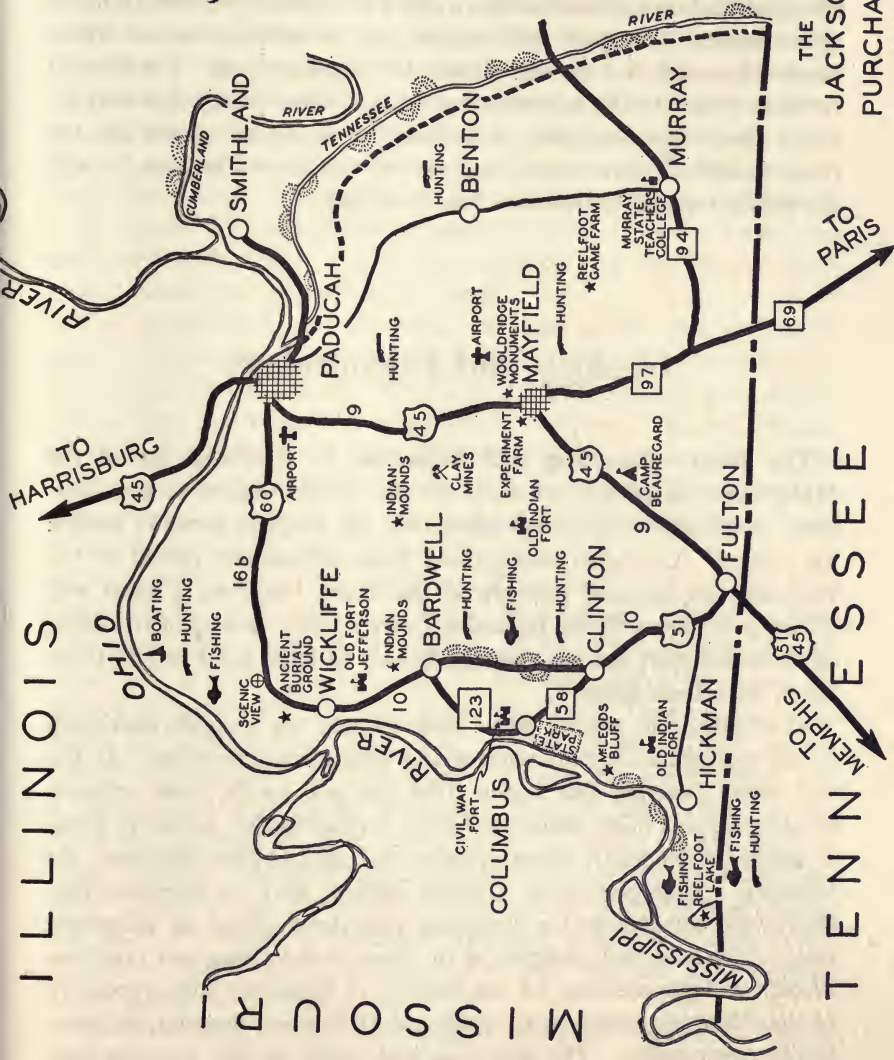 ILLINOIS
MISSOURI
TENNESSEE
THE
JACKSO
PURCHA
TO
HARRISBURG
45
RIVER
OHIO
CUMBERLAND
RIVER
SMITHLAND
TENNESSEE
RIVER
PADUCAH
BOATING
HUNTING
FISHING
SCENIC
VIEW
ANCIENT
BURIAL
GROUND
16b
60
AIRPORT
9
45
HUNTING
HUNTING
BENTON
WICKLIFFE
OLD FORT
JEFFERSON
INDIAN
MOUNDS
10
INDIAN
MOUNDS
CLAY
MINES
AIRPORT
WOOLDRIDGE
MONUMENTS
MAYFIELD
EXPERIMENT
FARM
HUNTING
REELFOOT
GAME FARM
MURRAY
STATE
TEACHERS
COLLEGE
MURRAY
94
97
69
TO
PARIS
RIVER
BARDWELL
HUNTING
OLD INDIAN
FORT
FISHING
HUNTING
CLINTON
123
58
CIVIL WAR
FORT
COLUMBUS
STATE
PARK
McLEODS
BLUFF
10
51
45
CAMP
BEAUREGARD
9
FULTON
OLD INDIAN
FORT
HICKMAN
FISHING
REELFOOT
LAKE
FISHING
HUNTING
MISSISSIPPI
51
45
TO
MEMPHIS